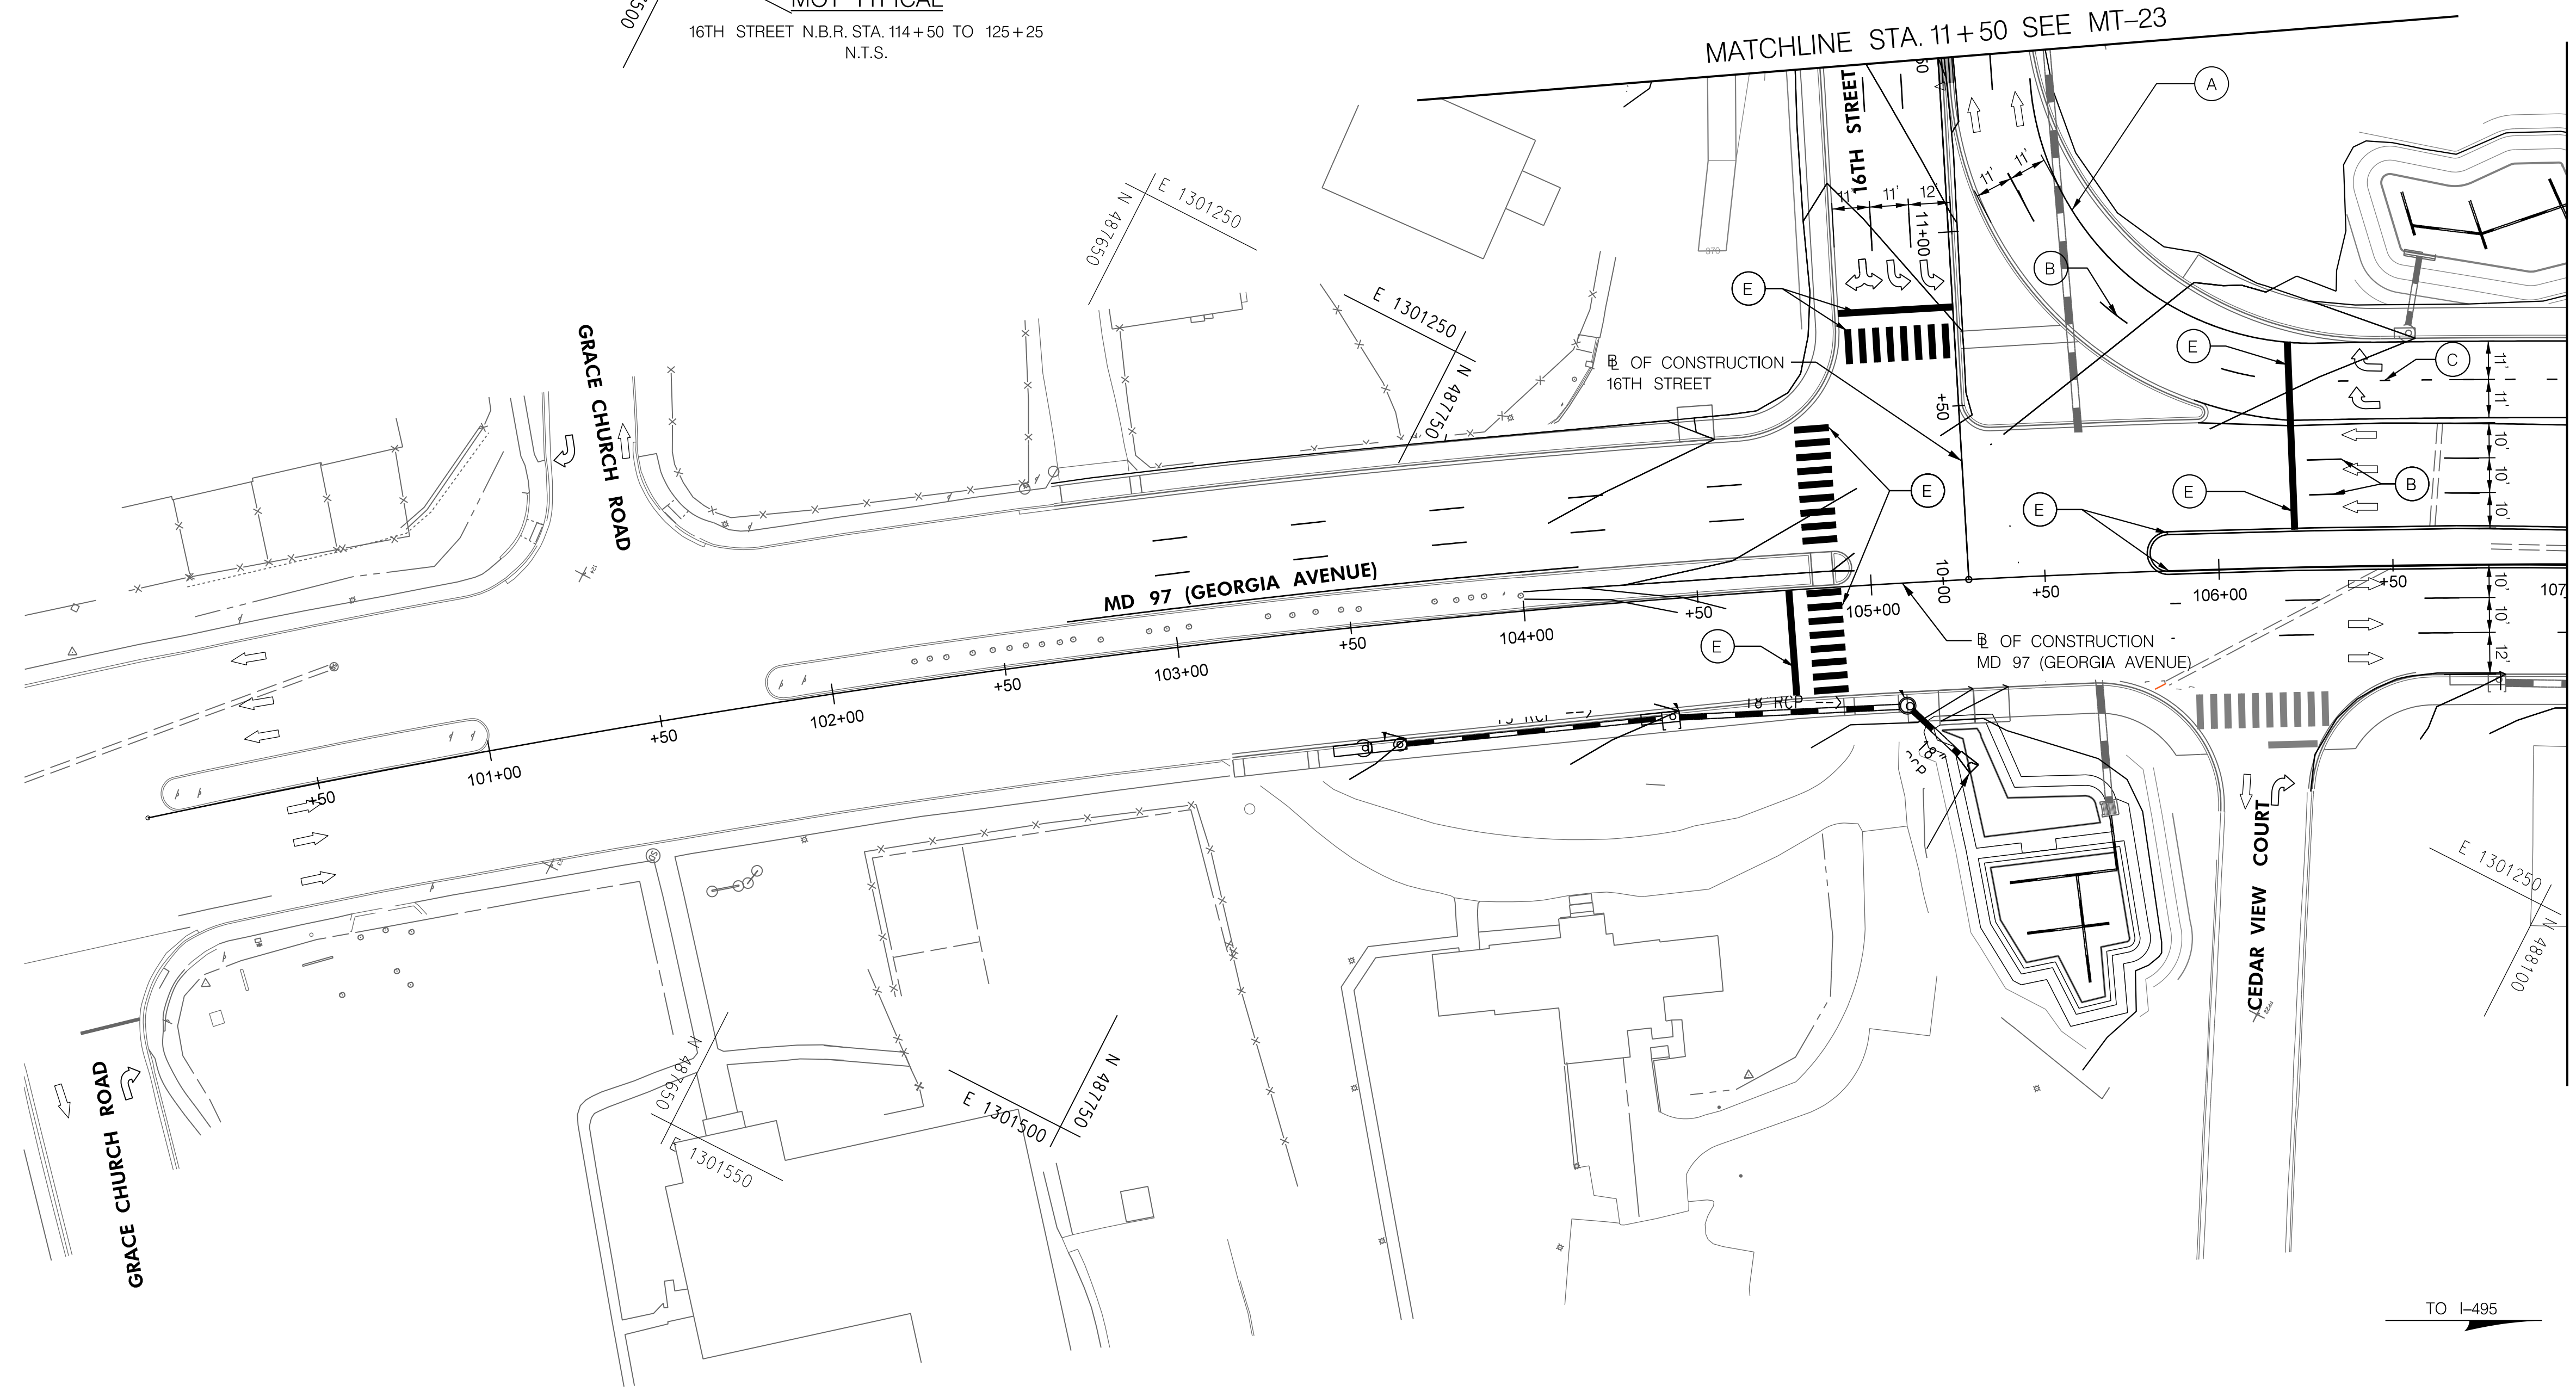 MOT TYPICAL
16TH STREET N.B.R. STA. 114+50 TO 125+25
N.T.S.
MATCHLINE STA. 11+50 SEE MT-23
16TH STREET
A
11'
11'
11'
11'
12'
11+00
B
E
E
C
11'
11'
N 487650
E 1301250
E 1301250
N 487750
℄ OF CONSTRUCTION
16TH STREET
+50
GRACE CHURCH ROAD
E
E
B
E
10'
10'
10'
MD 97 (GEORGIA AVENUE)
10+00
101+00
+50
102+00
+50
103+00
+50
104+00
+50
105+00
+50
106+00
+50
107
+50
10'
10'
12'
E
℄ OF CONSTRUCTION
MD 97 (GEORGIA AVENUE)
18" RCP -->
18"
CEDAR VIEW COURT
E 1301250
N 488100
GRACE CHURCH ROAD
N 487650
1301550
E 1301500
N 487750
TO I-495